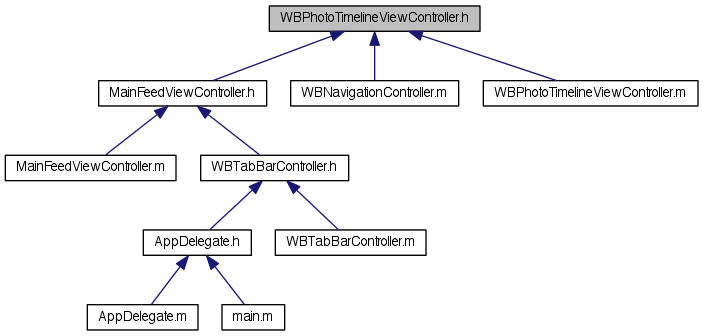 WBPhotoTimelineViewController.h
MainFeedViewController.h
WBNavigationController.m
WBPhotoTimelineViewController.m
MainFeedViewController.m
WBTabBarController.h
AppDelegate.h
WBTabBarController.m
AppDelegate.m
main.m